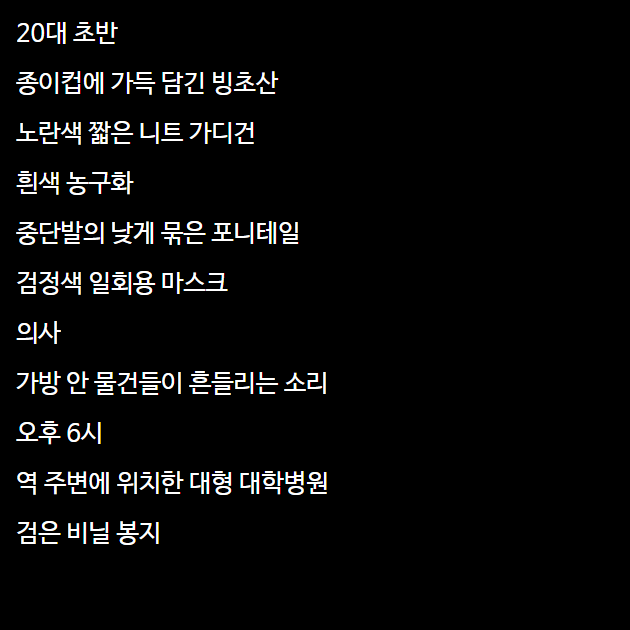 20대 초반
종이컵에 가득 담긴 빙초산
노란색 짧은 니트 가디건
흰색 농구화
중단발의 낮게 묶은 포니테일
검정색 일회용 마스크
의사
가방 안 물건들이 흔들리는 소리
오후 6시
역 주변에 위치한 대형 대학병원
검은 비닐 봉지